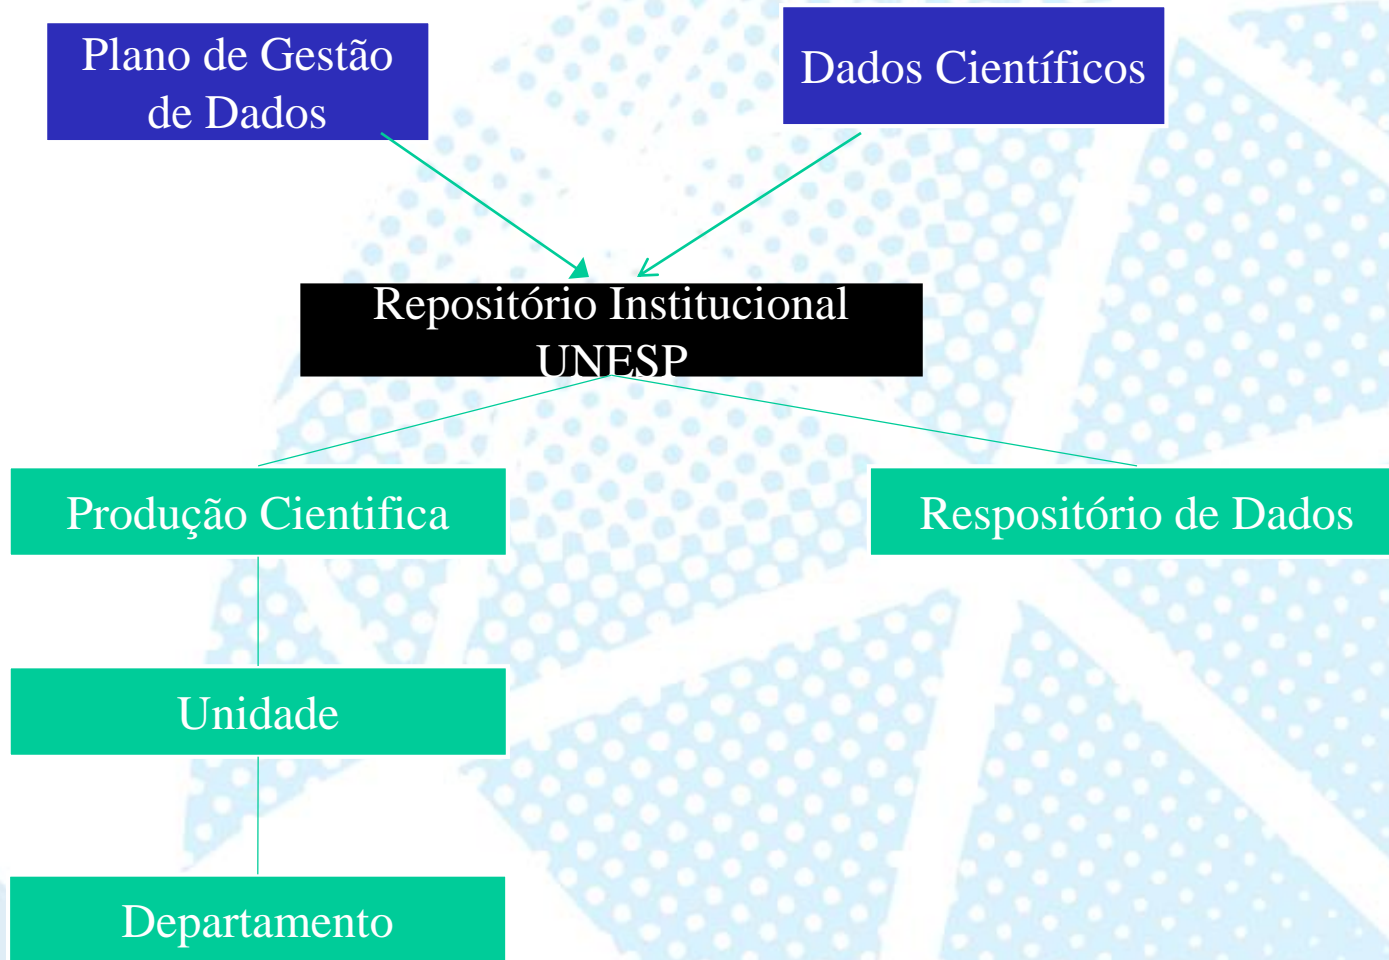 Plano de Gestão
de Dados
Dados Científicos
Repositório Institucional
UNESP
Produção Cientifica
Respositório de Dados
Unidade
Departamento